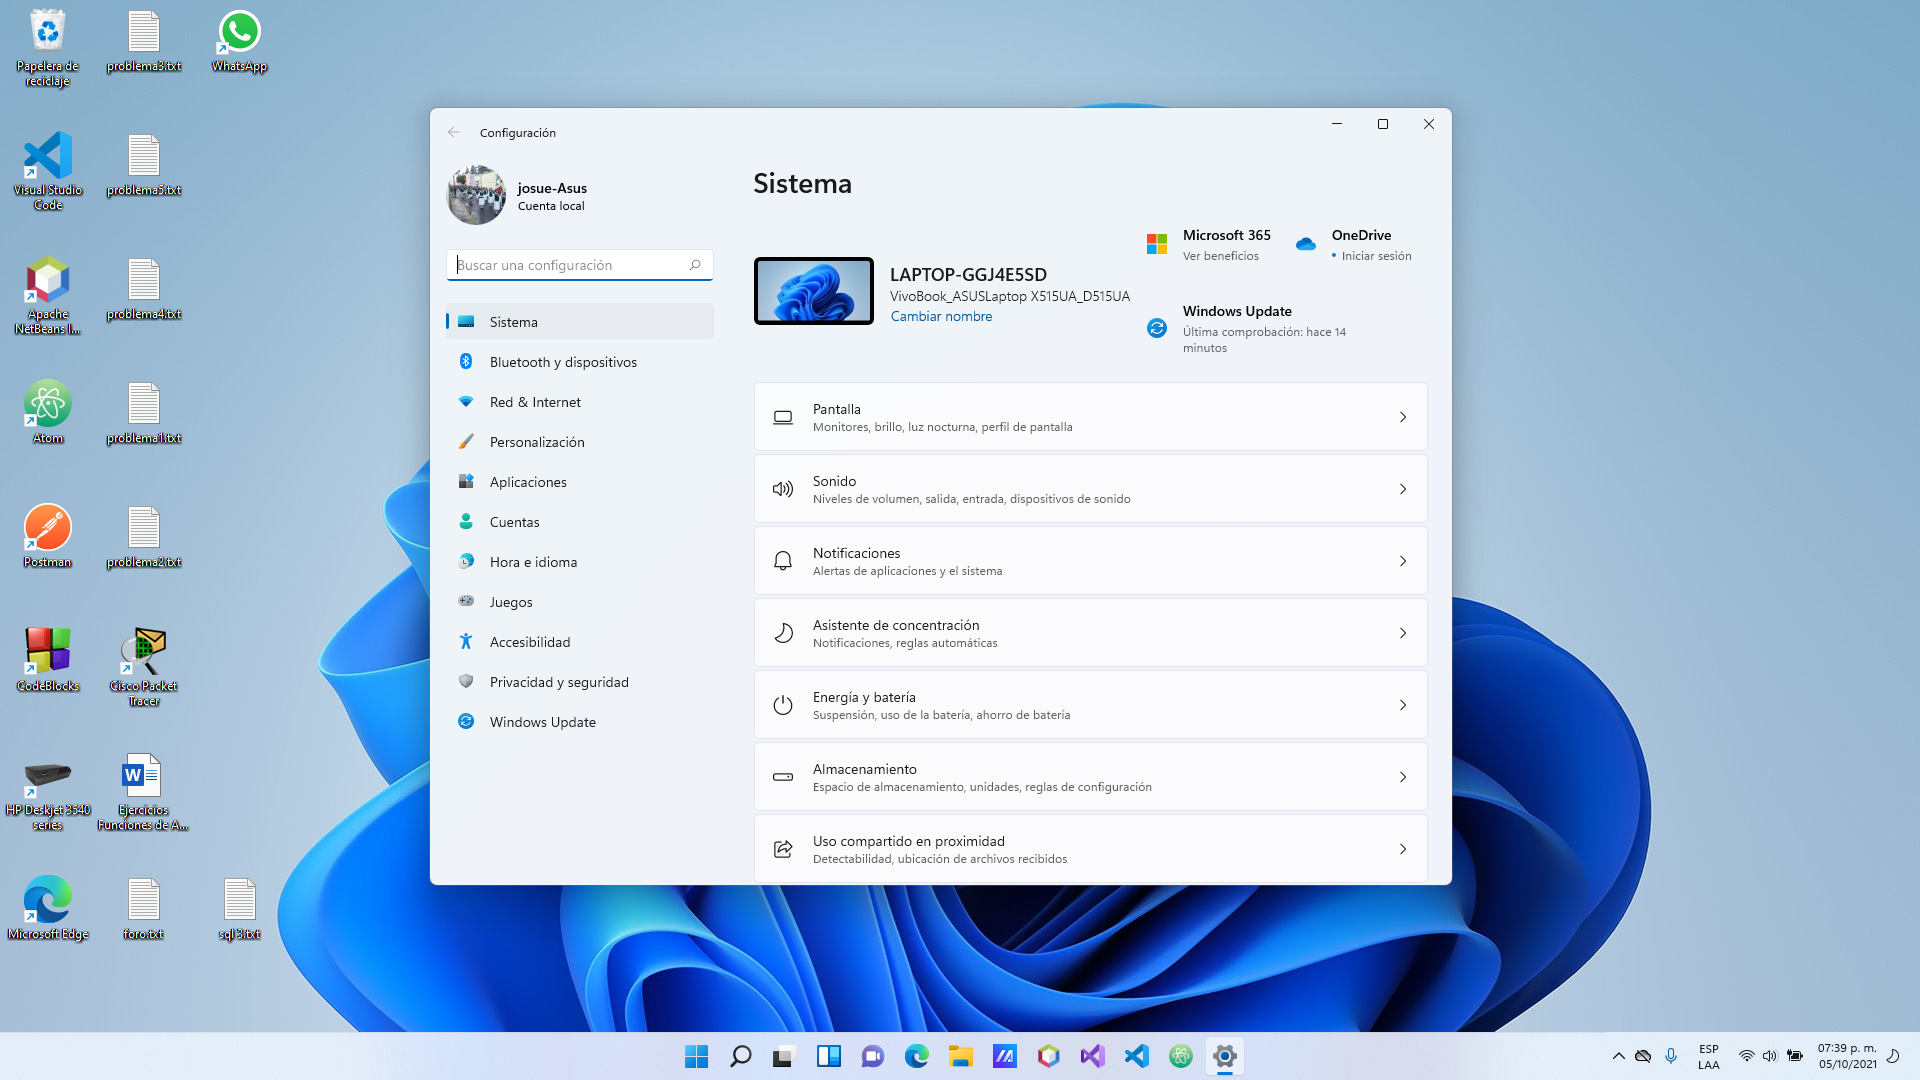 Papelera de
reciclaje
problema3.txt
WhatsApp
Visual Studio
Code
problema5.txt
Apache
NetBeans I...
problema4.txt
Atom
problema1.txt
Postman
problema2.txt
CodeBlocks
Cisco Packet
Tracer
HP Deskjet 3540
series
Ejercicios
Funciones de A...
Microsoft Edge
foro.txt
sql 3.txt
Configuración
josue-Asus
Cuenta local
Buscar una configuración
Sistema
Bluetooth y dispositivos
Red & Internet
Personalización
Aplicaciones
Cuentas
Hora e idioma
Juegos
Accesibilidad
Privacidad y seguridad
Windows Update
Sistema
LAPTOP-GGJ4E5SD
VivoBook_ASUSLaptop X515UA_D515UA
Cambiar nombre
Microsoft 365
Ver beneficios
OneDrive
• Iniciar sesión
Windows Update
Última comprobación: hace 14
minutos
Pantalla
Monitores, brillo, luz nocturna, perfil de pantalla
Sonido
Niveles de volumen, salida, entrada, dispositivos de sonido
Notificaciones
Alertas de aplicaciones y el sistema
Asistente de concentración
Notificaciones, reglas automáticas
Energía y batería
Suspensión, uso de la batería, ahorro de batería
Almacenamiento
Espacio de almacenamiento, unidades, reglas de configuración
Uso compartido en proximidad
Detectabilidad, ubicación de archivos recibidos
ESP
LAA
07:39 p. m.
05/10/2021